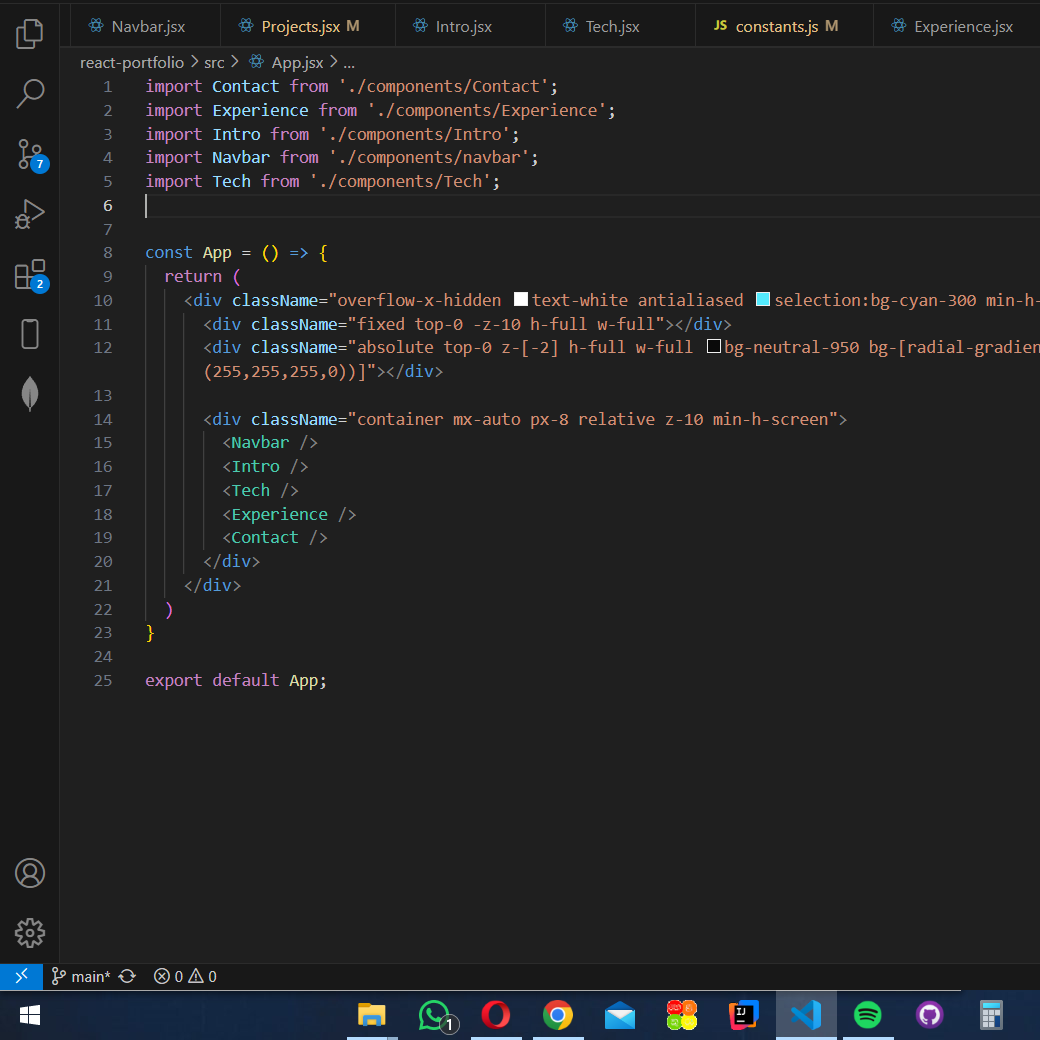 Navbar.jsx
Projects.jsx M
Intro.jsx
Tech.jsx
JS constants.js M
Experience.jsx
react-portfolio > src > App.jsx > ...
1 import Contact from './components/Contact';
2 import Experience from './components/Experience';
3 import Intro from './components/Intro';
4 import Navbar from './components/navbar';
5 import Tech from './components/Tech';
6
7
8 const App = () => {
9 return (
10 <div className="overflow-x-hidden text-white antialiased selection:bg-cyan-300 min-h-
11 <div className="fixed top-0 -z-10 h-full w-full"></div>
12 <div className="absolute top-0 z-[-2] h-full w-full bg-neutral-950 bg-[radial-gradien
(255,255,255,0))]"></div>
13
14 <div className="container mx-auto px-8 relative z-10 min-h-screen">
15 <Navbar />
16 <Intro />
17 <Tech />
18 <Experience />
19 <Contact />
20 </div>
21 </div>
22 )
23 }
24
25 export default App;
7
2
main* 0 0
1
IJ